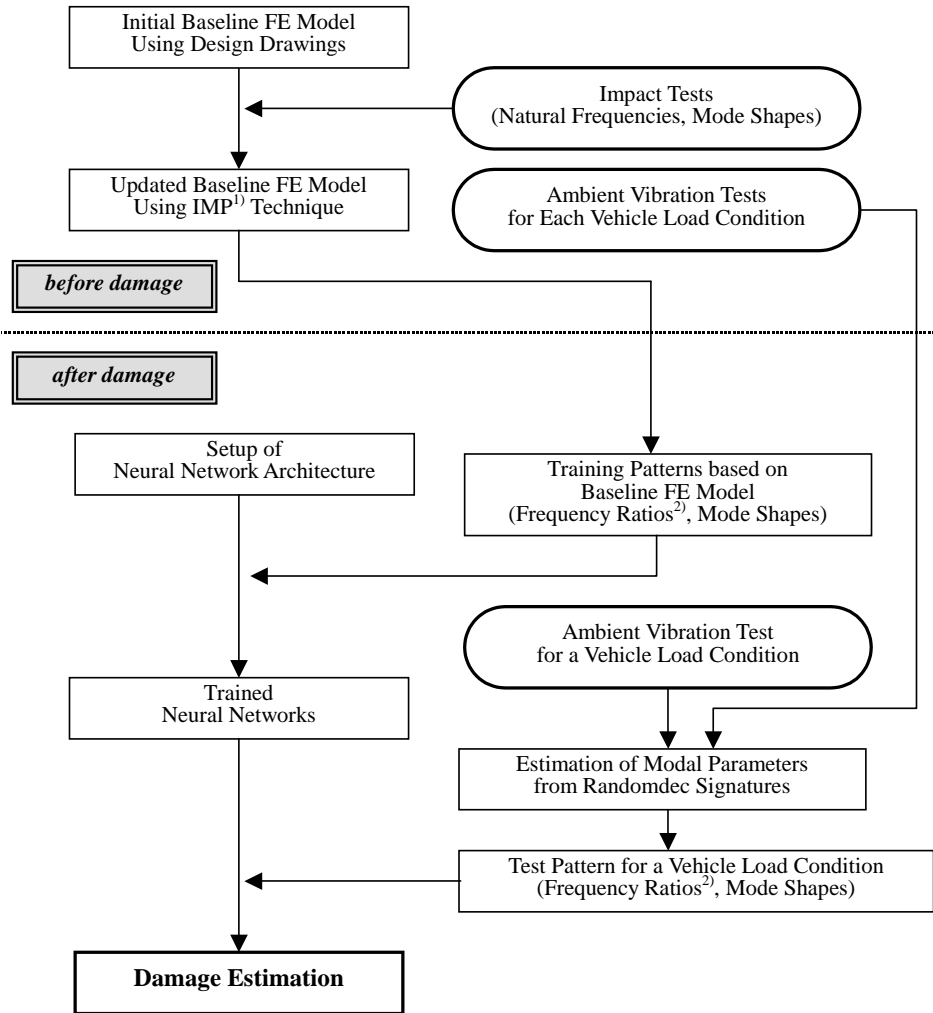 Initial Baseline FE Model
Using Design Drawings
Impact Tests
(Natural Frequencies, Mode Shapes)
Updated Baseline FE Model
Using IMP1) Technique
Ambient Vibration Tests
for Each Vehicle Load Condition
before damage
after damage
Setup of
Neural Network Architecture
Training Patterns based on
Baseline FE Model
(Frequency Ratios2), Mode Shapes)
Ambient Vibration Test
for a Vehicle Load Condition
Trained
Neural Networks
Estimation of Modal Parameters
from Randomdec Signatures
Test Pattern for a Vehicle Load Condition
(Frequency Ratios2), Mode Shapes)
Damage Estimation